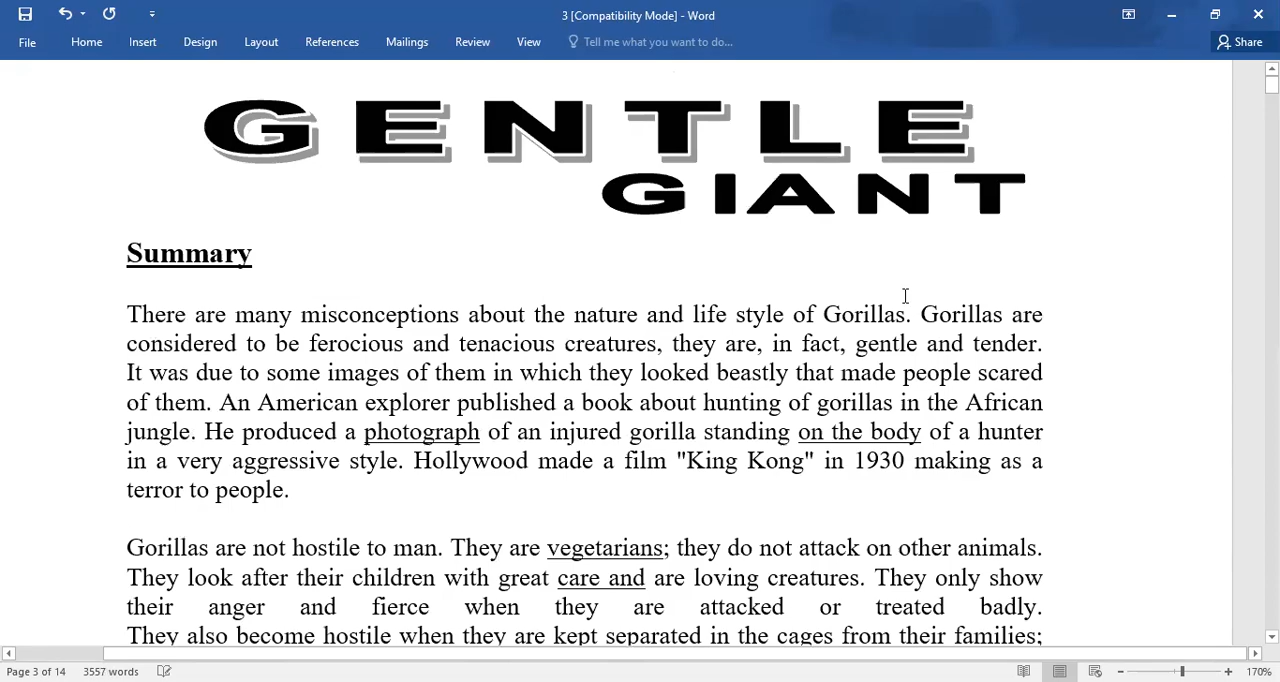 3 [Compatibility Mode] - Word
File Home Insert Design Layout References Mailings Review View Tell me what you want to do... Share
GENTLE
GIANT
Summary
There are many misconceptions about the nature and life style of Gorillas. Gorillas are
considered to be ferocious and tenacious creatures, they are, in fact, gentle and tender.
It was due to some images of them in which they looked beastly that made people scared
of them. An American explorer published a book about hunting of gorillas in the African
jungle. He produced a photograph of an injured gorilla standing on the body of a hunter
in a very aggressive style. Hollywood made a film "King Kong" in 1930 making as a
terror to people.
Gorillas are not hostile to man. They are vegetarians; they do not attack on other animals.
They look after their children with great care and are loving creatures. They only show
their anger and fierce when they are attacked or treated badly.
They also become hostile when they are kept separated in the cages from their families;
Page 3 of 14 3557 words 170%